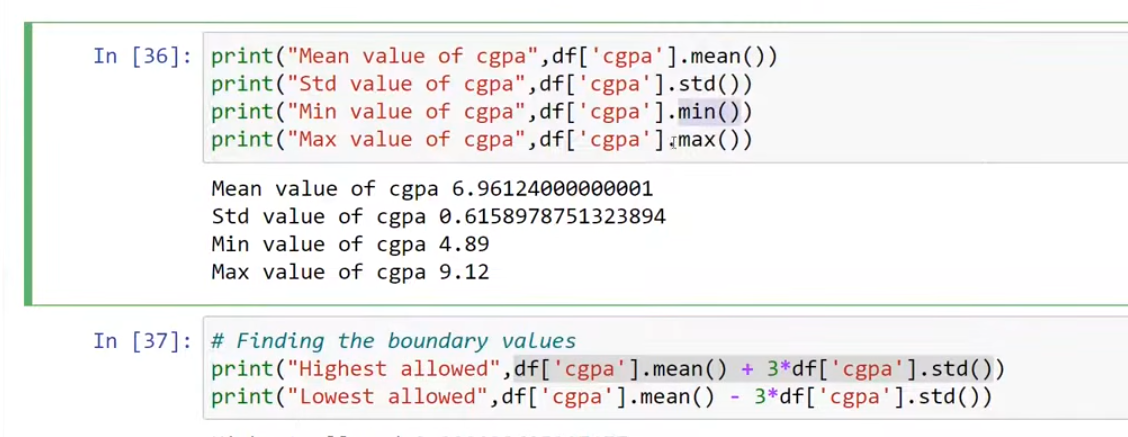 In [36]: print("Mean value of cgpa",df['cgpa'].mean())
print("Std value of cgpa",df['cgpa'].std())
print("Min value of cgpa",df['cgpa'].min())
print("Max value of cgpa",df['cgpa'].max())
Mean value of cgpa 6.96124000000001
Std value of cgpa 0.6158978751323894
Min value of cgpa 4.89
Max value of cgpa 9.12
In [37]: # Finding the boundary values
print("Highest allowed",df['cgpa'].mean() + 3*df['cgpa'].std())
print("Lowest allowed",df['cgpa'].mean() - 3*df['cgpa'].std())